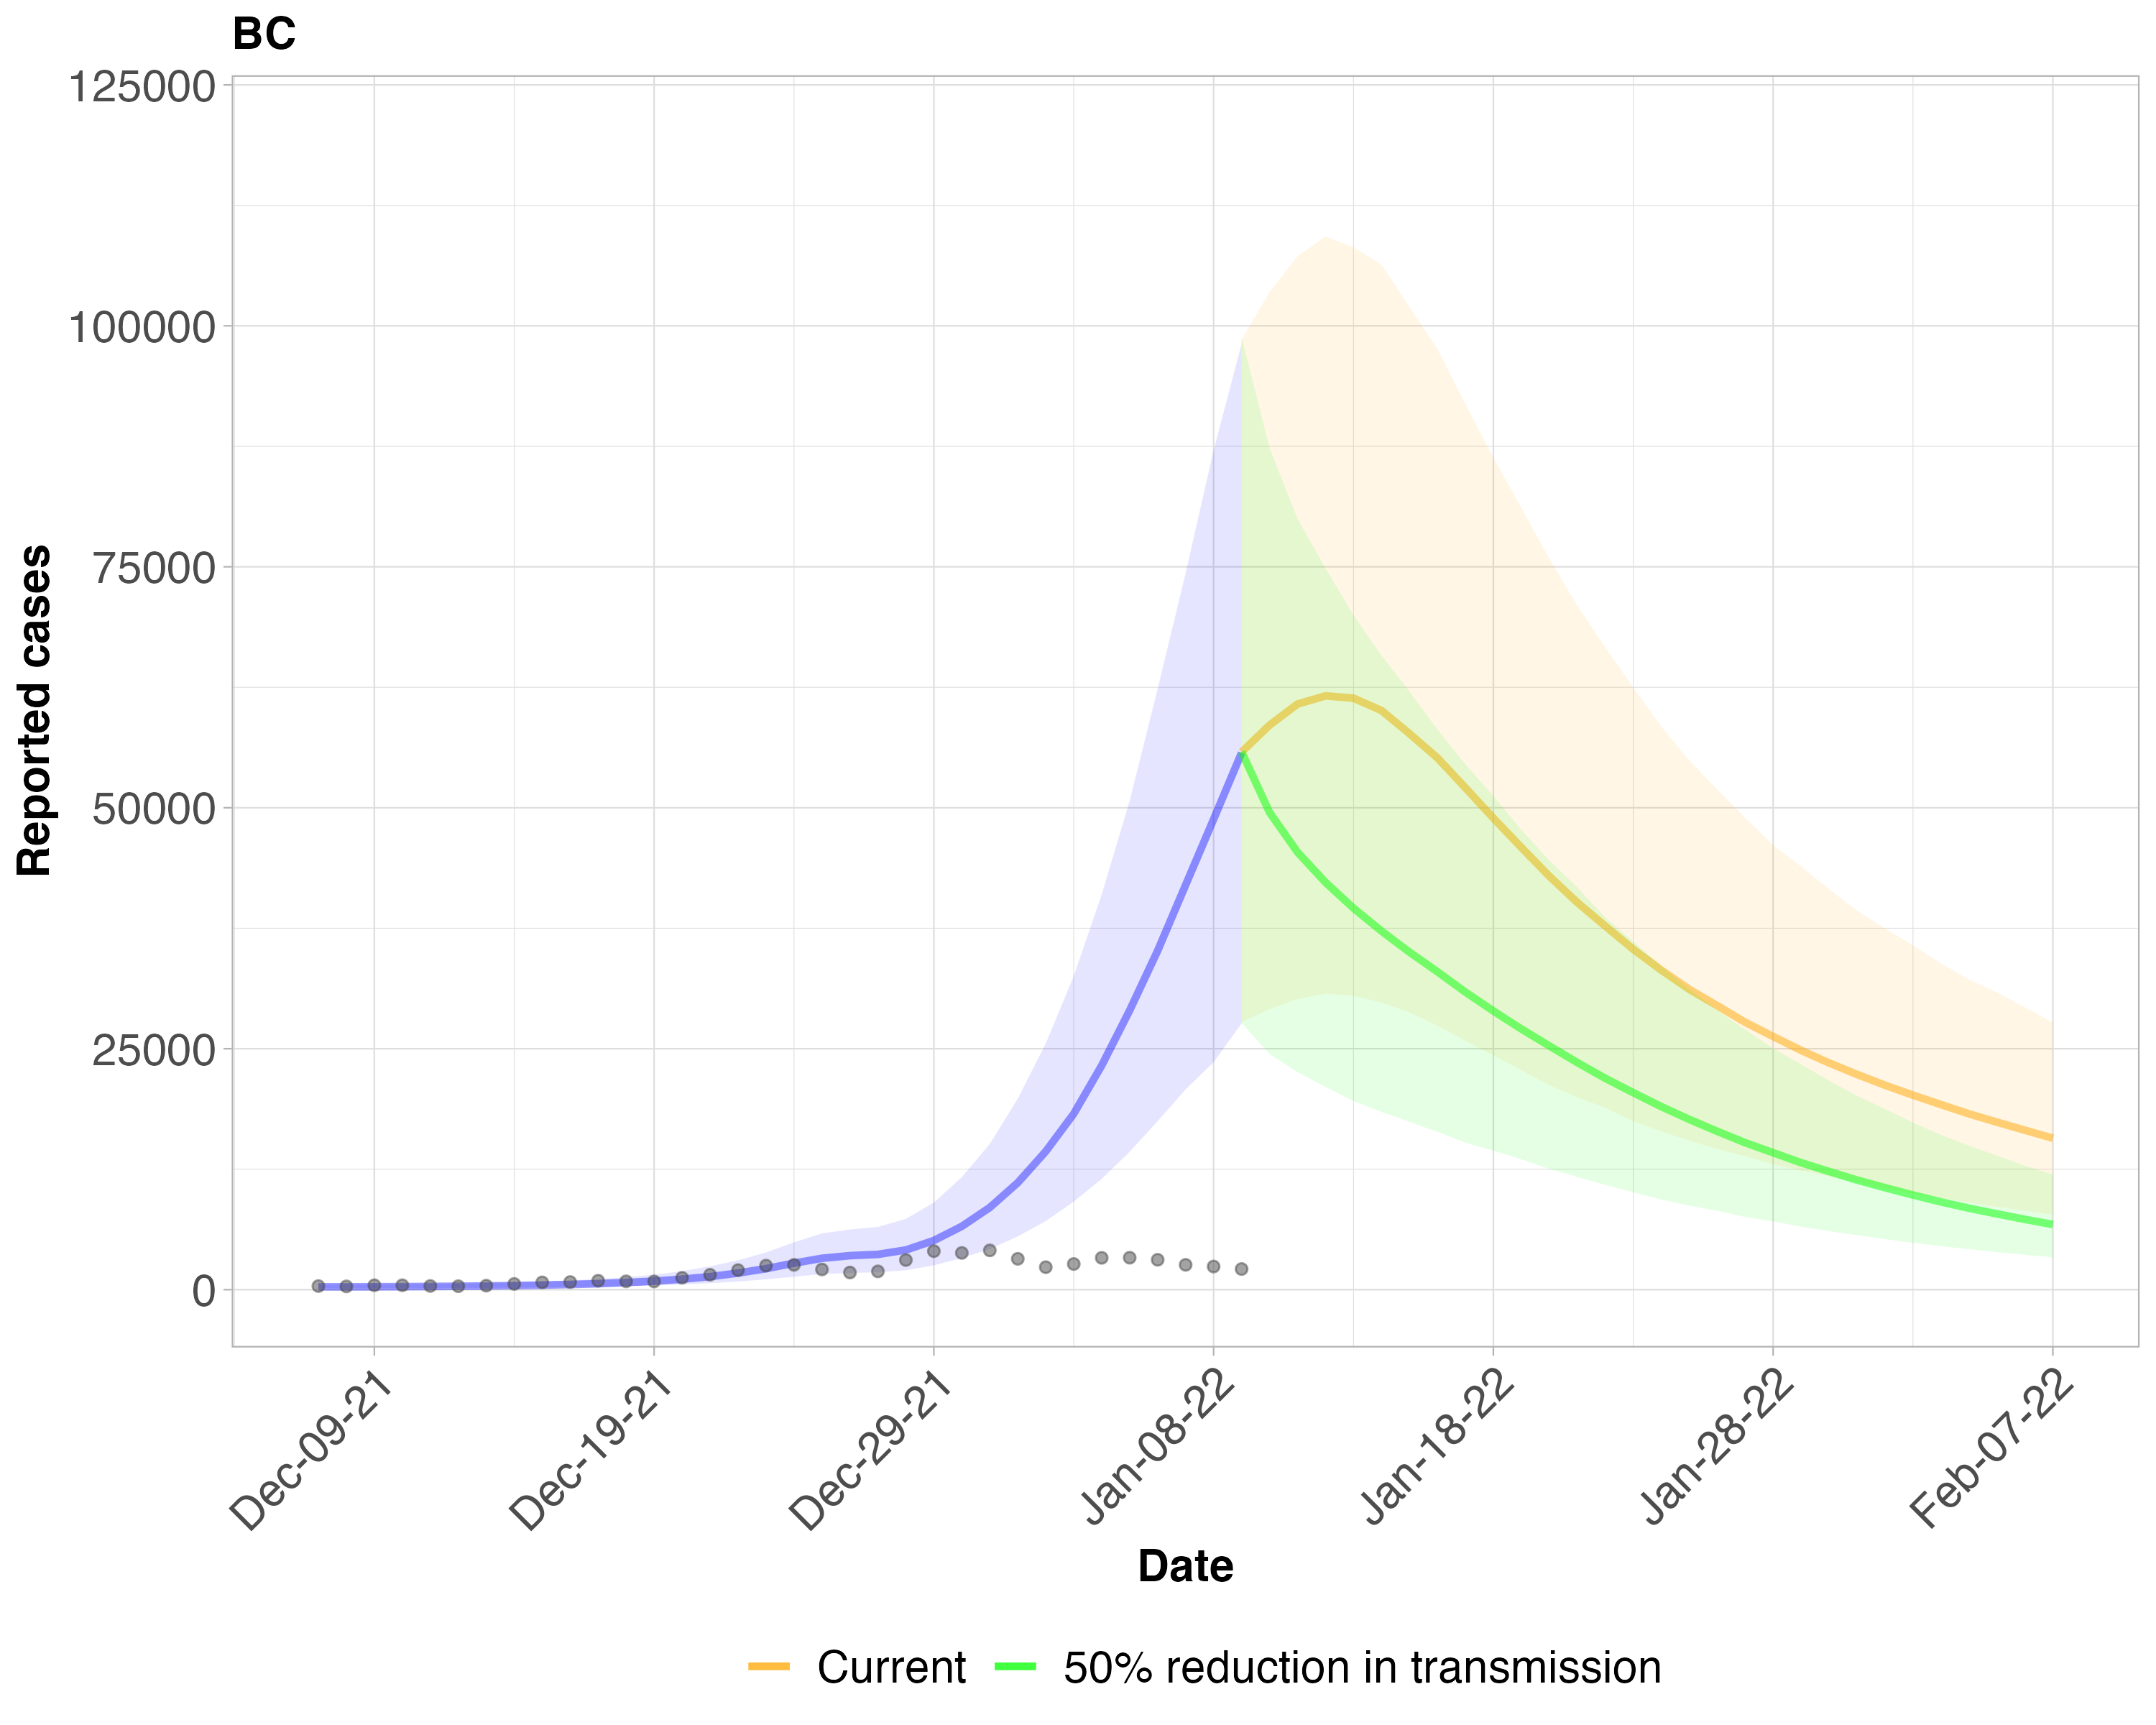 BC
125000
100000
75000
50000
25000
0
Reported cases
Dec-09-21
Dec-19-21
Dec-29-21
Jan-08-22
Jan-18-22
Jan-28-22
Feb-07-22
Date
Current
50% reduction in transmission